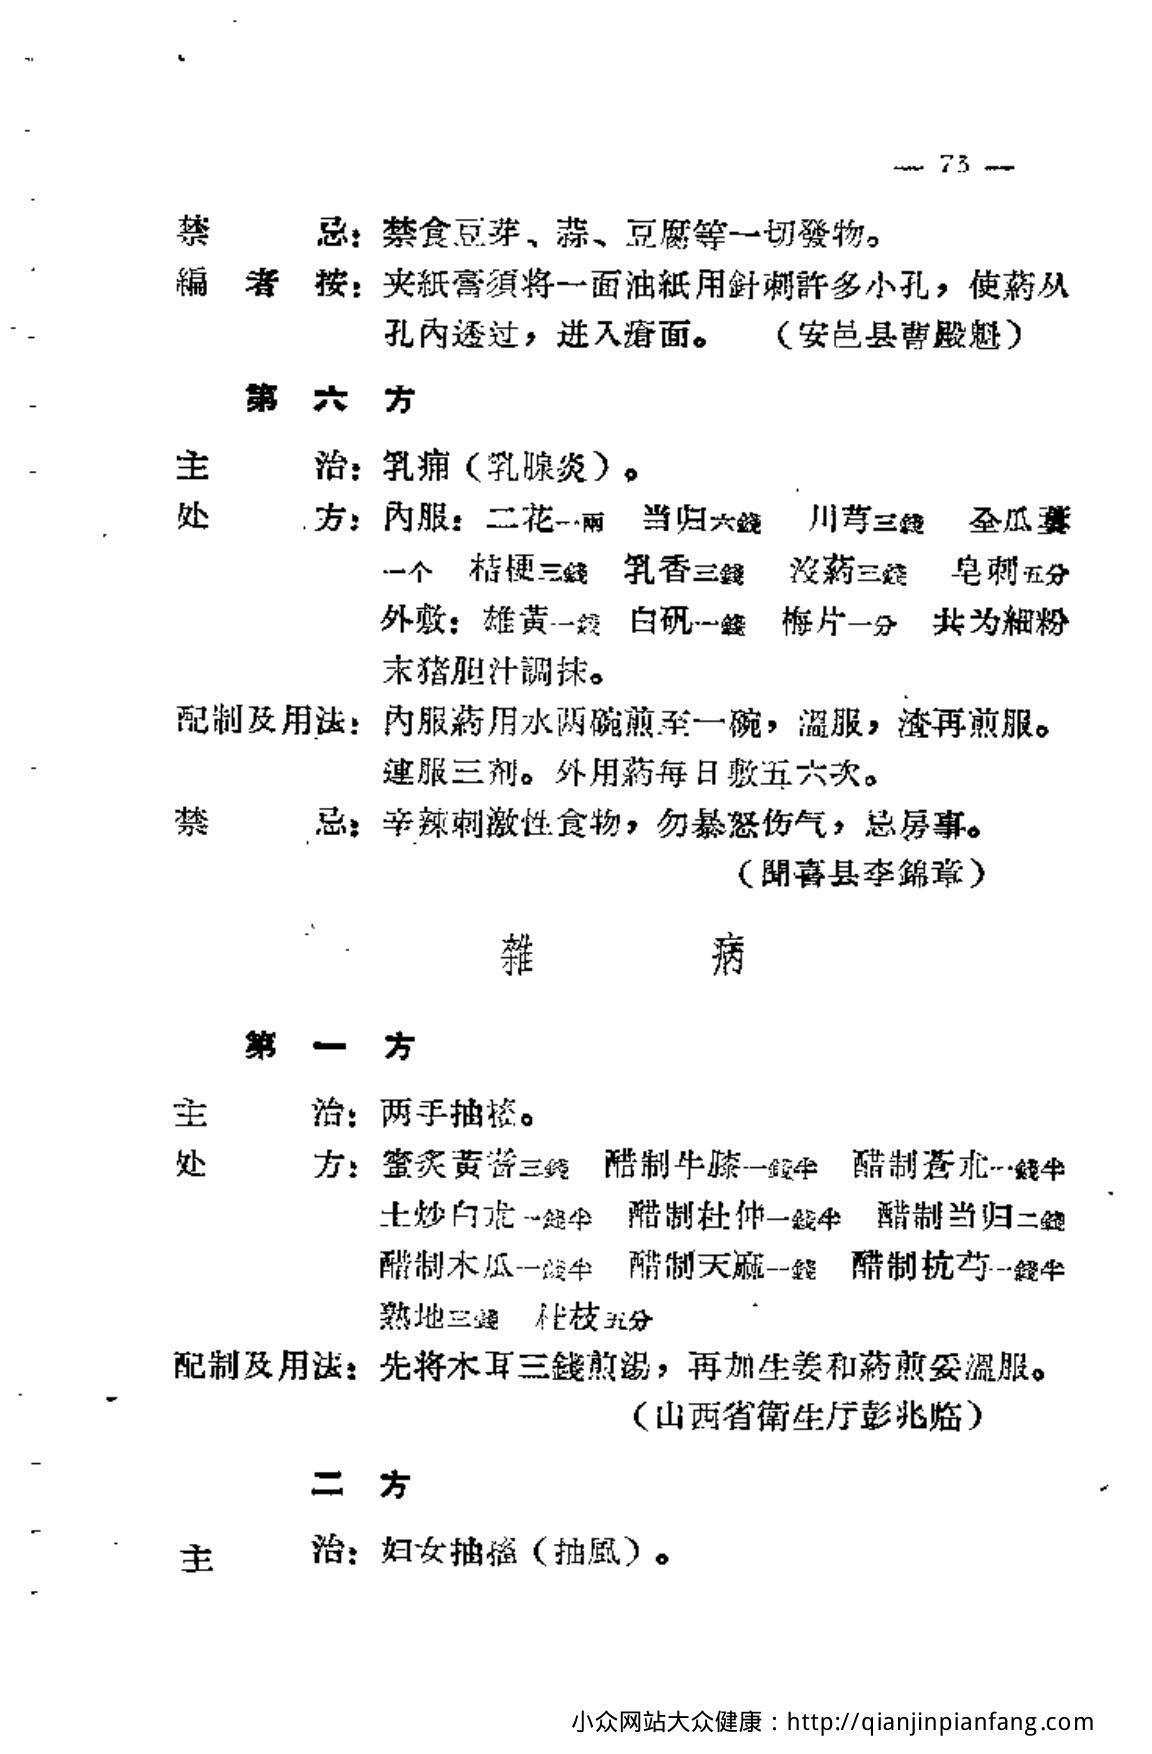 — 73 —
禁忌：禁食豆芽、蒜、豆腐等一切發物。
編者按：夹紙膏須将一面油紙用針刺許多小孔，使葯从
孔內透过，进入瘡面。 （安邑县曹殿魁）
第六方
主治：乳痈（乳腺炎）。
处方：內服：二花一兩 当归六錢 川芎三錢 全瓜蔞
一个 桔梗三錢 乳香三錢 沒葯三錢 皂刺五分
外敷：雄黃一錢 白矾一錢 梅片一分 共为細粉
末猪胆汁調抹。
配制及用法：內服葯用水两碗煎至一碗，溫服，渣再煎服。
連服三剂。外用葯每日敷五六次。
禁忌：辛辣刺激性食物，勿暴怒伤气，忌房事。
（聞喜县李錦章）
雜病
第一方
主治：两手抽搐。
处方：蜜炙黃耆三錢 醋制牛膝一錢半 醋制蒼朮一錢半
土炒白朮一錢半 醋制杜仲一錢半 醋制当归二錢
醋制木瓜一錢半 醋制天麻一錢 醋制杭芍一錢半
熟地三錢 桂枝五分
配制及用法：先将木耳三錢煎湯，再加生姜和葯煎妥溫服。
（山西省衛生厅彭兆临）
二方
主治：妇女抽搐（抽風）。
小众网站大众健康：http://qianjinpianfang.com